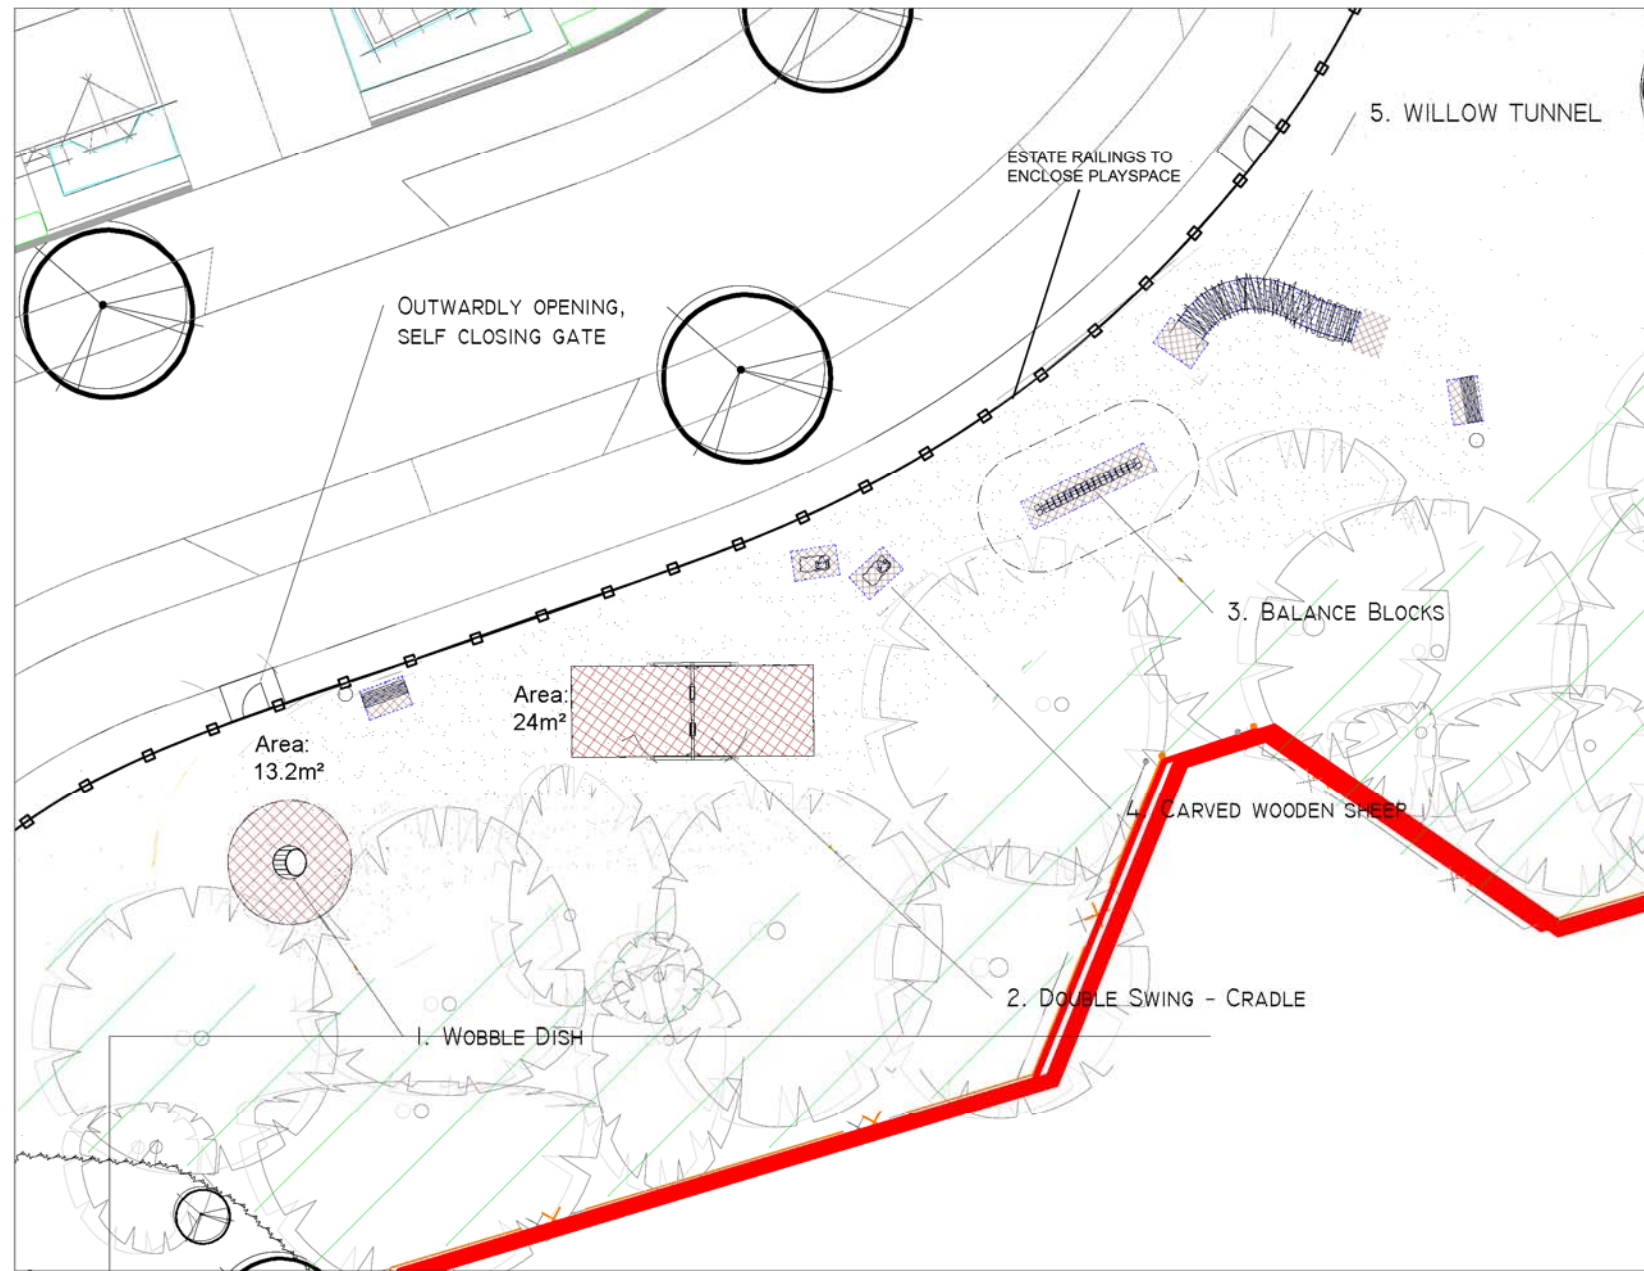 5. WILLOW TUNNEL
ESTATE RAILINGS TO
ENCLOSE PLAYSPACE
OUTWARDLY OPENING,
SELF CLOSING GATE
3. BALANCE BLOCKS
Area:
24m²
Area:
13.2m²
4. CARVED WOODEN SHEEP
2. DOUBLE SWING - CRADLE
1. WOBBLE DISH